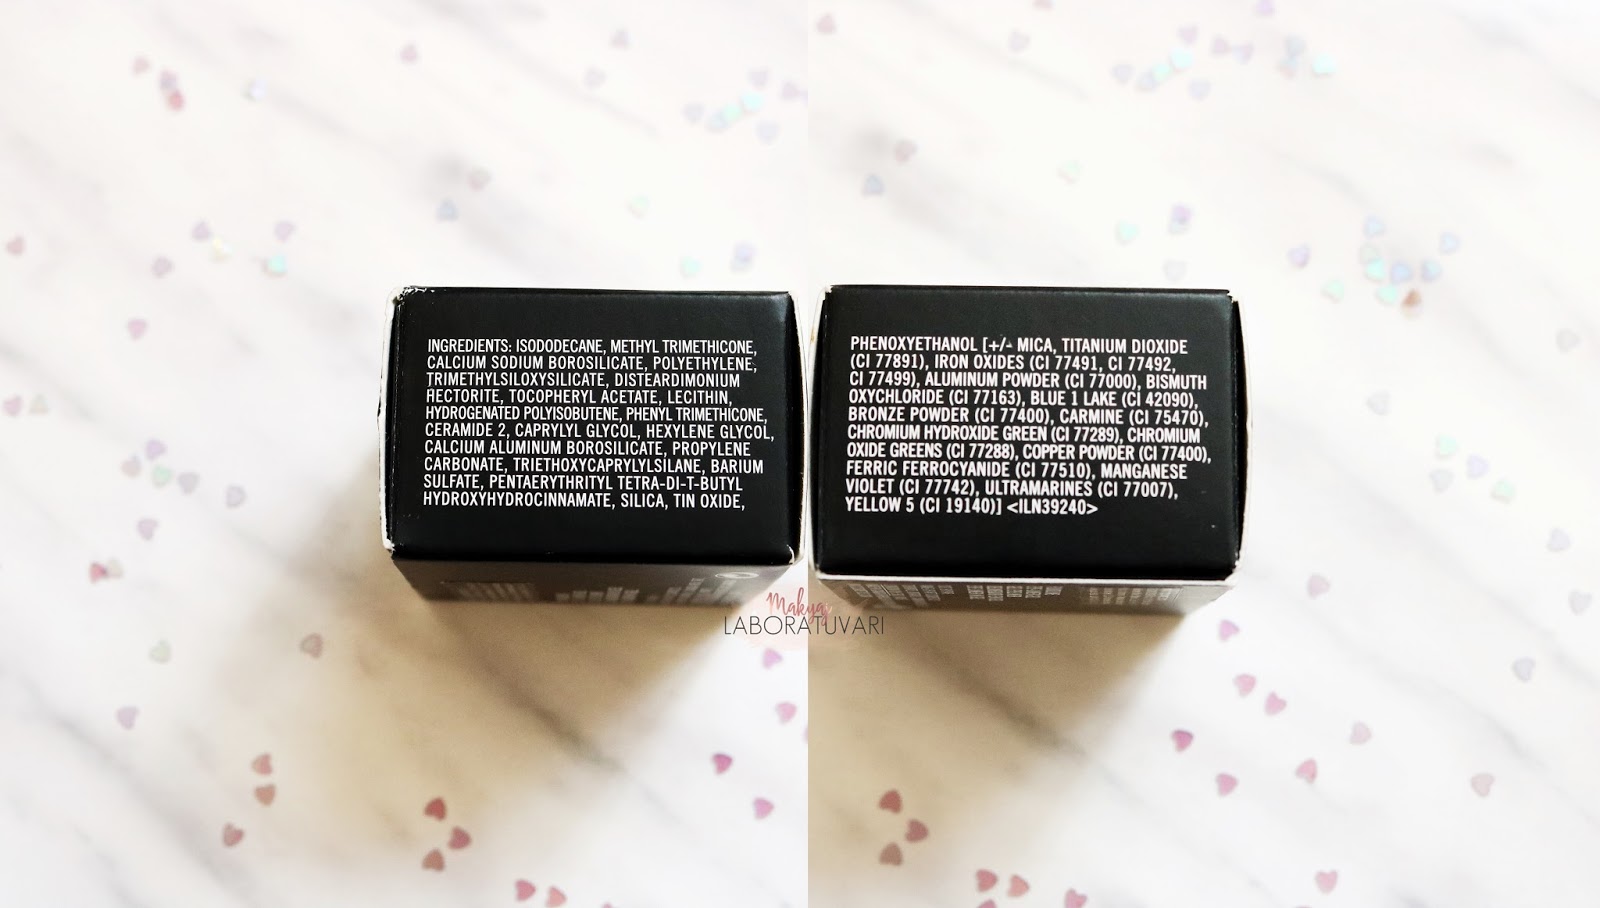 INGREDIENTS: ISODODECANE, METHYL TRIMETHICONE,
CALCIUM SODIUM BOROSILICATE, POLYETHYLENE,
TRIMETHYLSILOXYSILICATE, DISTEARDIMONIUM
HECTORITE, TOCOPHERYL ACETATE, LECITHIN,
HYDROGENATED POLYISOBUTENE, PHENYL TRIMETHICONE,
CERAMIDE 2, CAPRYLYL GLYCOL, HEXYLENE GLYCOL,
CALCIUM ALUMINUM BOROSILICATE, PROPYLENE
CARBONATE, TRIETHOXYCAPRYLYLSILANE, BARIUM
SULFATE, PENTAERYTHRITYL TETRA-DI-T-BUTYL
HYDROXYHYDROCINNAMATE, SILICA, TIN OXIDE,
PHENOXYETHANOL [+/- MICA, TITANIUM DIOXIDE
(CI 77891), IRON OXIDES (CI 77491, CI 77492,
CI 77499), ALUMINUM POWDER (CI 77000), BISMUTH
OXYCHLORIDE (CI 77163), BLUE 1 LAKE (CI 42090),
BRONZE POWDER (CI 77400), CARMINE (CI 75470),
CHROMIUM HYDROXIDE GREEN (CI 77289), CHROMIUM
OXIDE GREENS (CI 77288), COPPER POWDER (CI 77400),
FERRIC FERROCYANIDE (CI 77510), MANGANESE
VIOLET (CI 77742), ULTRAMARINES (CI 77007),
YELLOW 5 (CI 19140)] <ILN39240>
Makyaj
LABORATUVARI